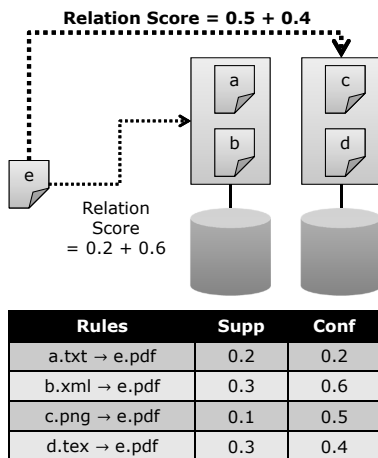 Relation Score = 0.5 + 0.4
a
c
b
d
e
Relation
Score
= 0.2 + 0.6
Rules Supp Conf
a.txt → e.pdf 0.2 0.2
b.xml → e.pdf 0.3 0.6
c.png → e.pdf 0.1 0.5
d.tex → e.pdf 0.3 0.4